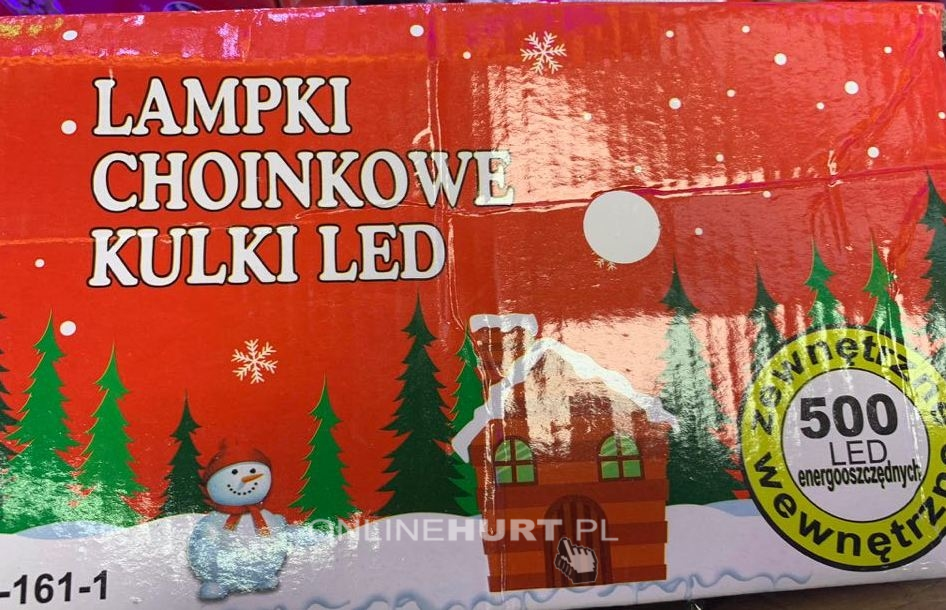 LAMPKI
CHOINKOWE
KULKI LED
zewnętrzne
500
LED
energooszczędnych
wewnętrzne
ONLINEHURT.PL
-161-1